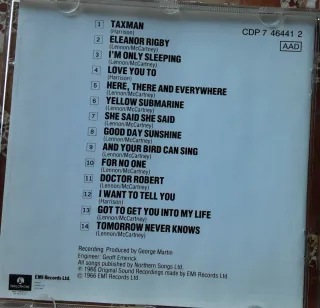 CDP 7 46441 2
AAD
1 TAXMAN
(Harrison)
2 ELEANOR RIGBY
(Lennon/McCartney)
3 I'M ONLY SLEEPING
(Lennon/McCartney)
4 LOVE YOU TO
(Harrison)
5 HERE, THERE AND EVERYWHERE
(Lennon/McCartney)
6 YELLOW SUBMARINE
(Lennon/McCartney)
7 SHE SAID SHE SAID
(Lennon/McCartney)
8 GOOD DAY SUNSHINE
(Lennon/McCartney)
9 AND YOUR BIRD CAN SING
(Lennon/McCartney)
10 FOR NO ONE
(Lennon/McCartney)
11 DOCTOR ROBERT
(Lennon/McCartney)
12 I WANT TO TELL YOU
(Harrison)
13 GOT TO GET YOU INTO MY LIFE
(Lennon/McCartney)
14 TOMORROW NEVER KNOWS
(Lennon/McCartney)
Recording Produced by George Martin
Engineer: Geoff Emerick
All songs published by Northern Songs Ltd.
℗ 1966 Original Sound Recordings made by EMI Records Ltd.
© 1966 EMI Records Ltd.
EMI Records Ltd.